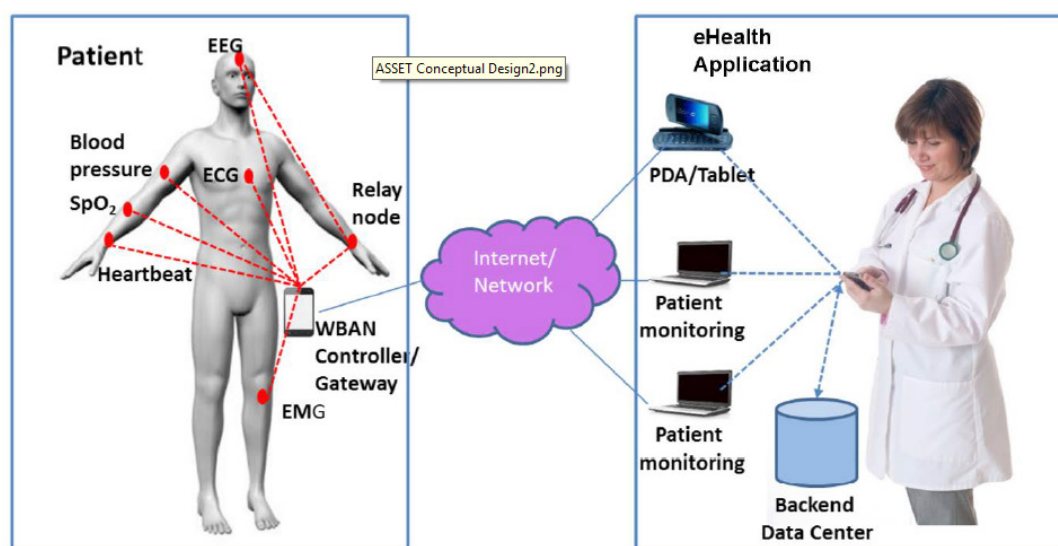 Patient
EEG
ASSET Conceptual Design2.png
Blood
pressure
SpO₂
ECG
Relay
node
Heartbeat
WBAN
Controller/
Gateway
EMG
Internet/
Network
eHealth
Application
PDA/Tablet
Patient
monitoring
Patient
monitoring
Backend
Data Center